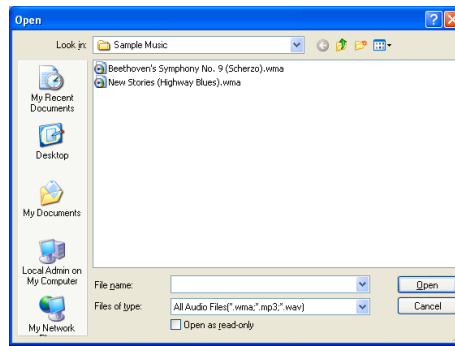 Open
Look in:
Sample Music
Beethoven's Symphony No. 9 (Scherzo).wma
New Stories (Highway Blues).wma
My Recent
Documents
Desktop
My Documents
Local Admin on
My Computer
My Network
File name:
Open
Files of type:
All Audio Files(*.wma;*.mp3;*.wav)
Cancel
Open as read-only